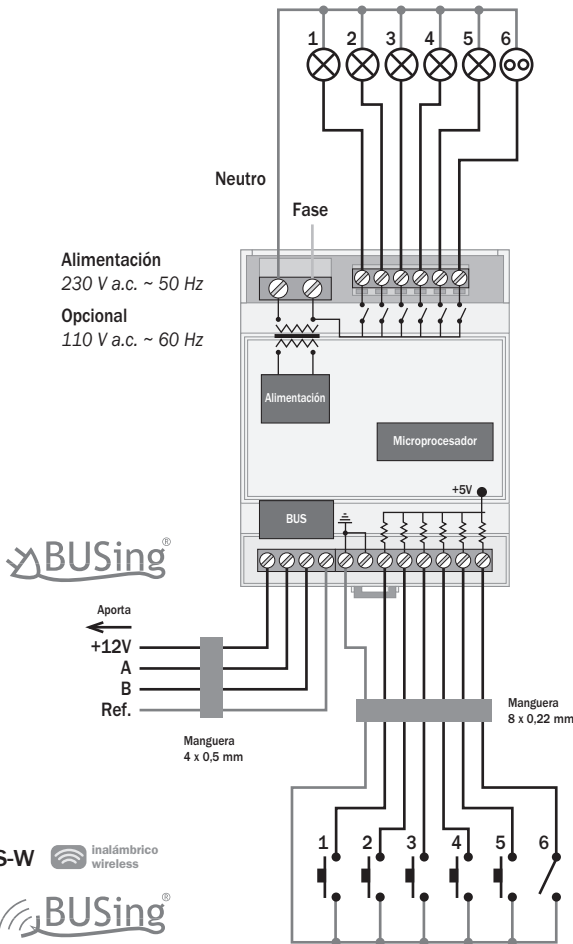 1 2 3 4 5 6
Neutro
Fase
Alimentación
230 V a.c. ~ 50 Hz
Opcional
110 V a.c. ~ 60 Hz
Alimentación
Microprocesador
+5V
BUS
BUSing®
Aporta
+12V
A
B
Ref.
Manguera
4 x 0,5 mm
Manguera
8 x 0,22 mm
1 2 3 4 5 6
S-W
inalámbrico
wireless
BUSing®